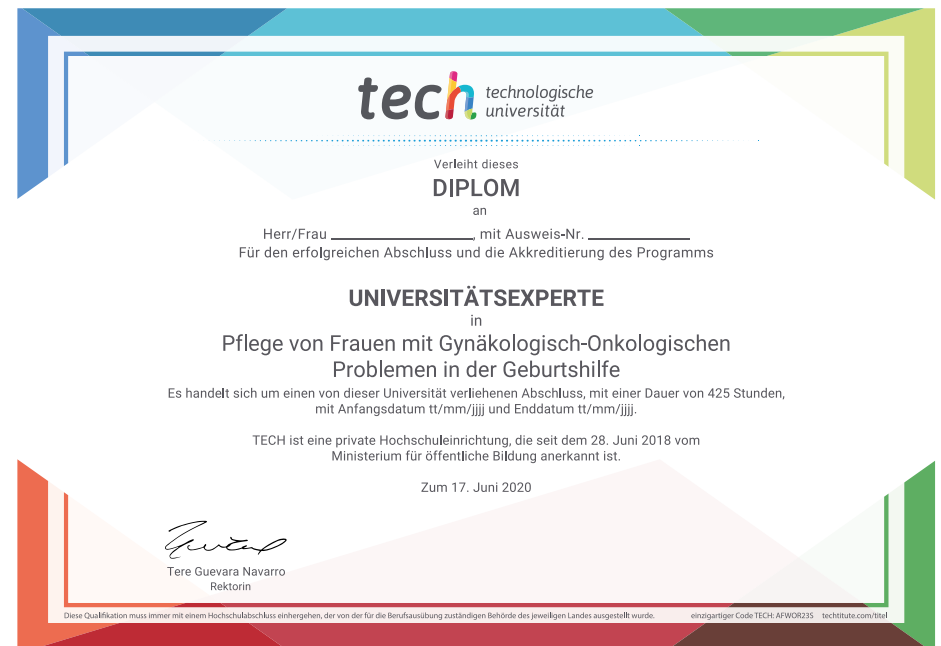 tech technologische
universität
Verleiht dieses
DIPLOM
an
Herr/Frau ____________, mit Ausweis-Nr. ____________
Für den erfolgreichen Abschluss und die Akkreditierung des Programms
UNIVERSITÄTSEXPERTE
in
Pflege von Frauen mit Gynäkologisch-Onkologischen
Problemen in der Geburtshilfe
Es handelt sich um einen von dieser Universität verliehenen Abschluss, mit einer Dauer von 425 Stunden,
mit Anfangsdatum tt/mm/jjjj und Enddatum tt/mm/jjjj.
TECH ist eine private Hochschuleinrichtung, die seit dem 28. Juni 2018 vom
Ministerium für öffentliche Bildung anerkannt ist.
Zum 17. Juni 2020
Tere Guevara Navarro
Rektorin
Diese Qualifikation muss immer mit einem Hochschulabschluss einhergehen, der von der für die Berufsausübung zuständigen Behörde des jeweiligen Landes ausgestellt wurde. einzigartiger Code TECH: AFWOR23S techtitute.com/titel